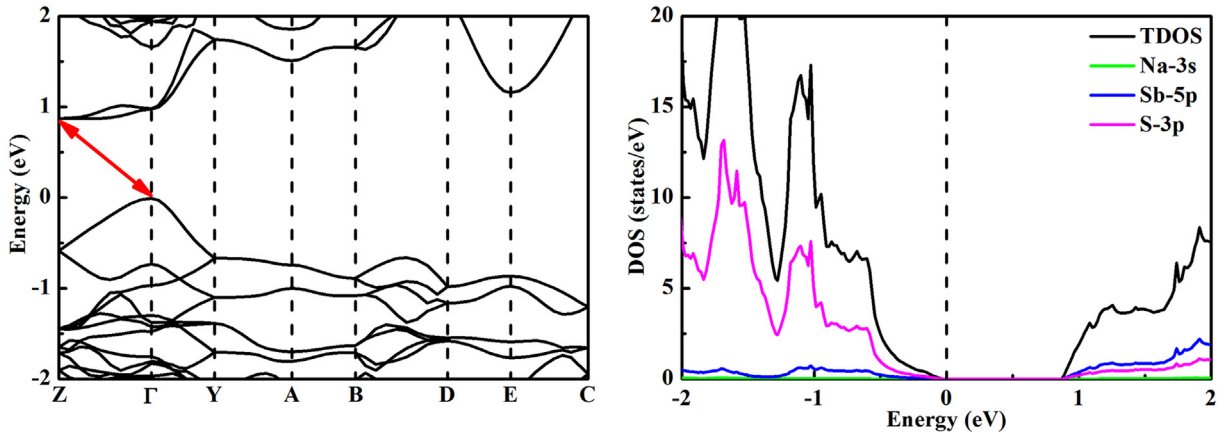 2
1
0
-1
-2
Energy (eV)
Z Γ Y A B D E C
20
15
10
5
0
DOS (states/eV)
TDOS
Na-3s
Sb-5p
S-3p
-2 -1 0 1 2
Energy (eV)